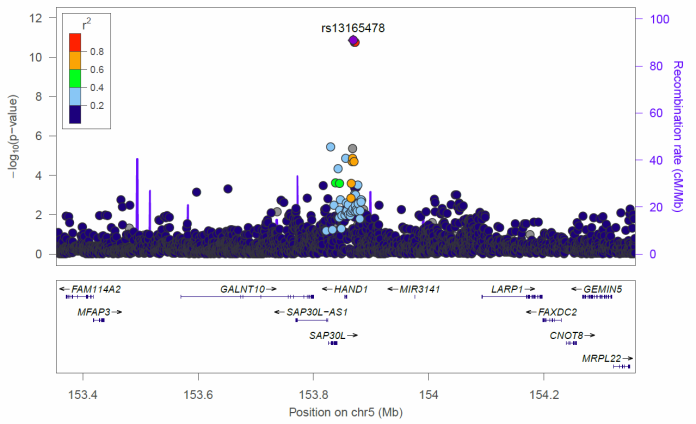 rs13165478
r²
0.8
0.6
0.4
0.2
12
10
8
6
4
2
0
−log₁₀(p−value)
100
80
60
40
20
0
Recombination rate (cM/Mb)
←FAM114A2 GALNT10→ ←HAND1 ←MIR3141 LARP1→ ←GEMIN5
MFAP3→ ←SAP30L−AS1 ←FAXDC2
SAP30L→ CNOT8→
MRPL22→
153.4 153.6 153.8 154 154.2
Position on chr5 (Mb)